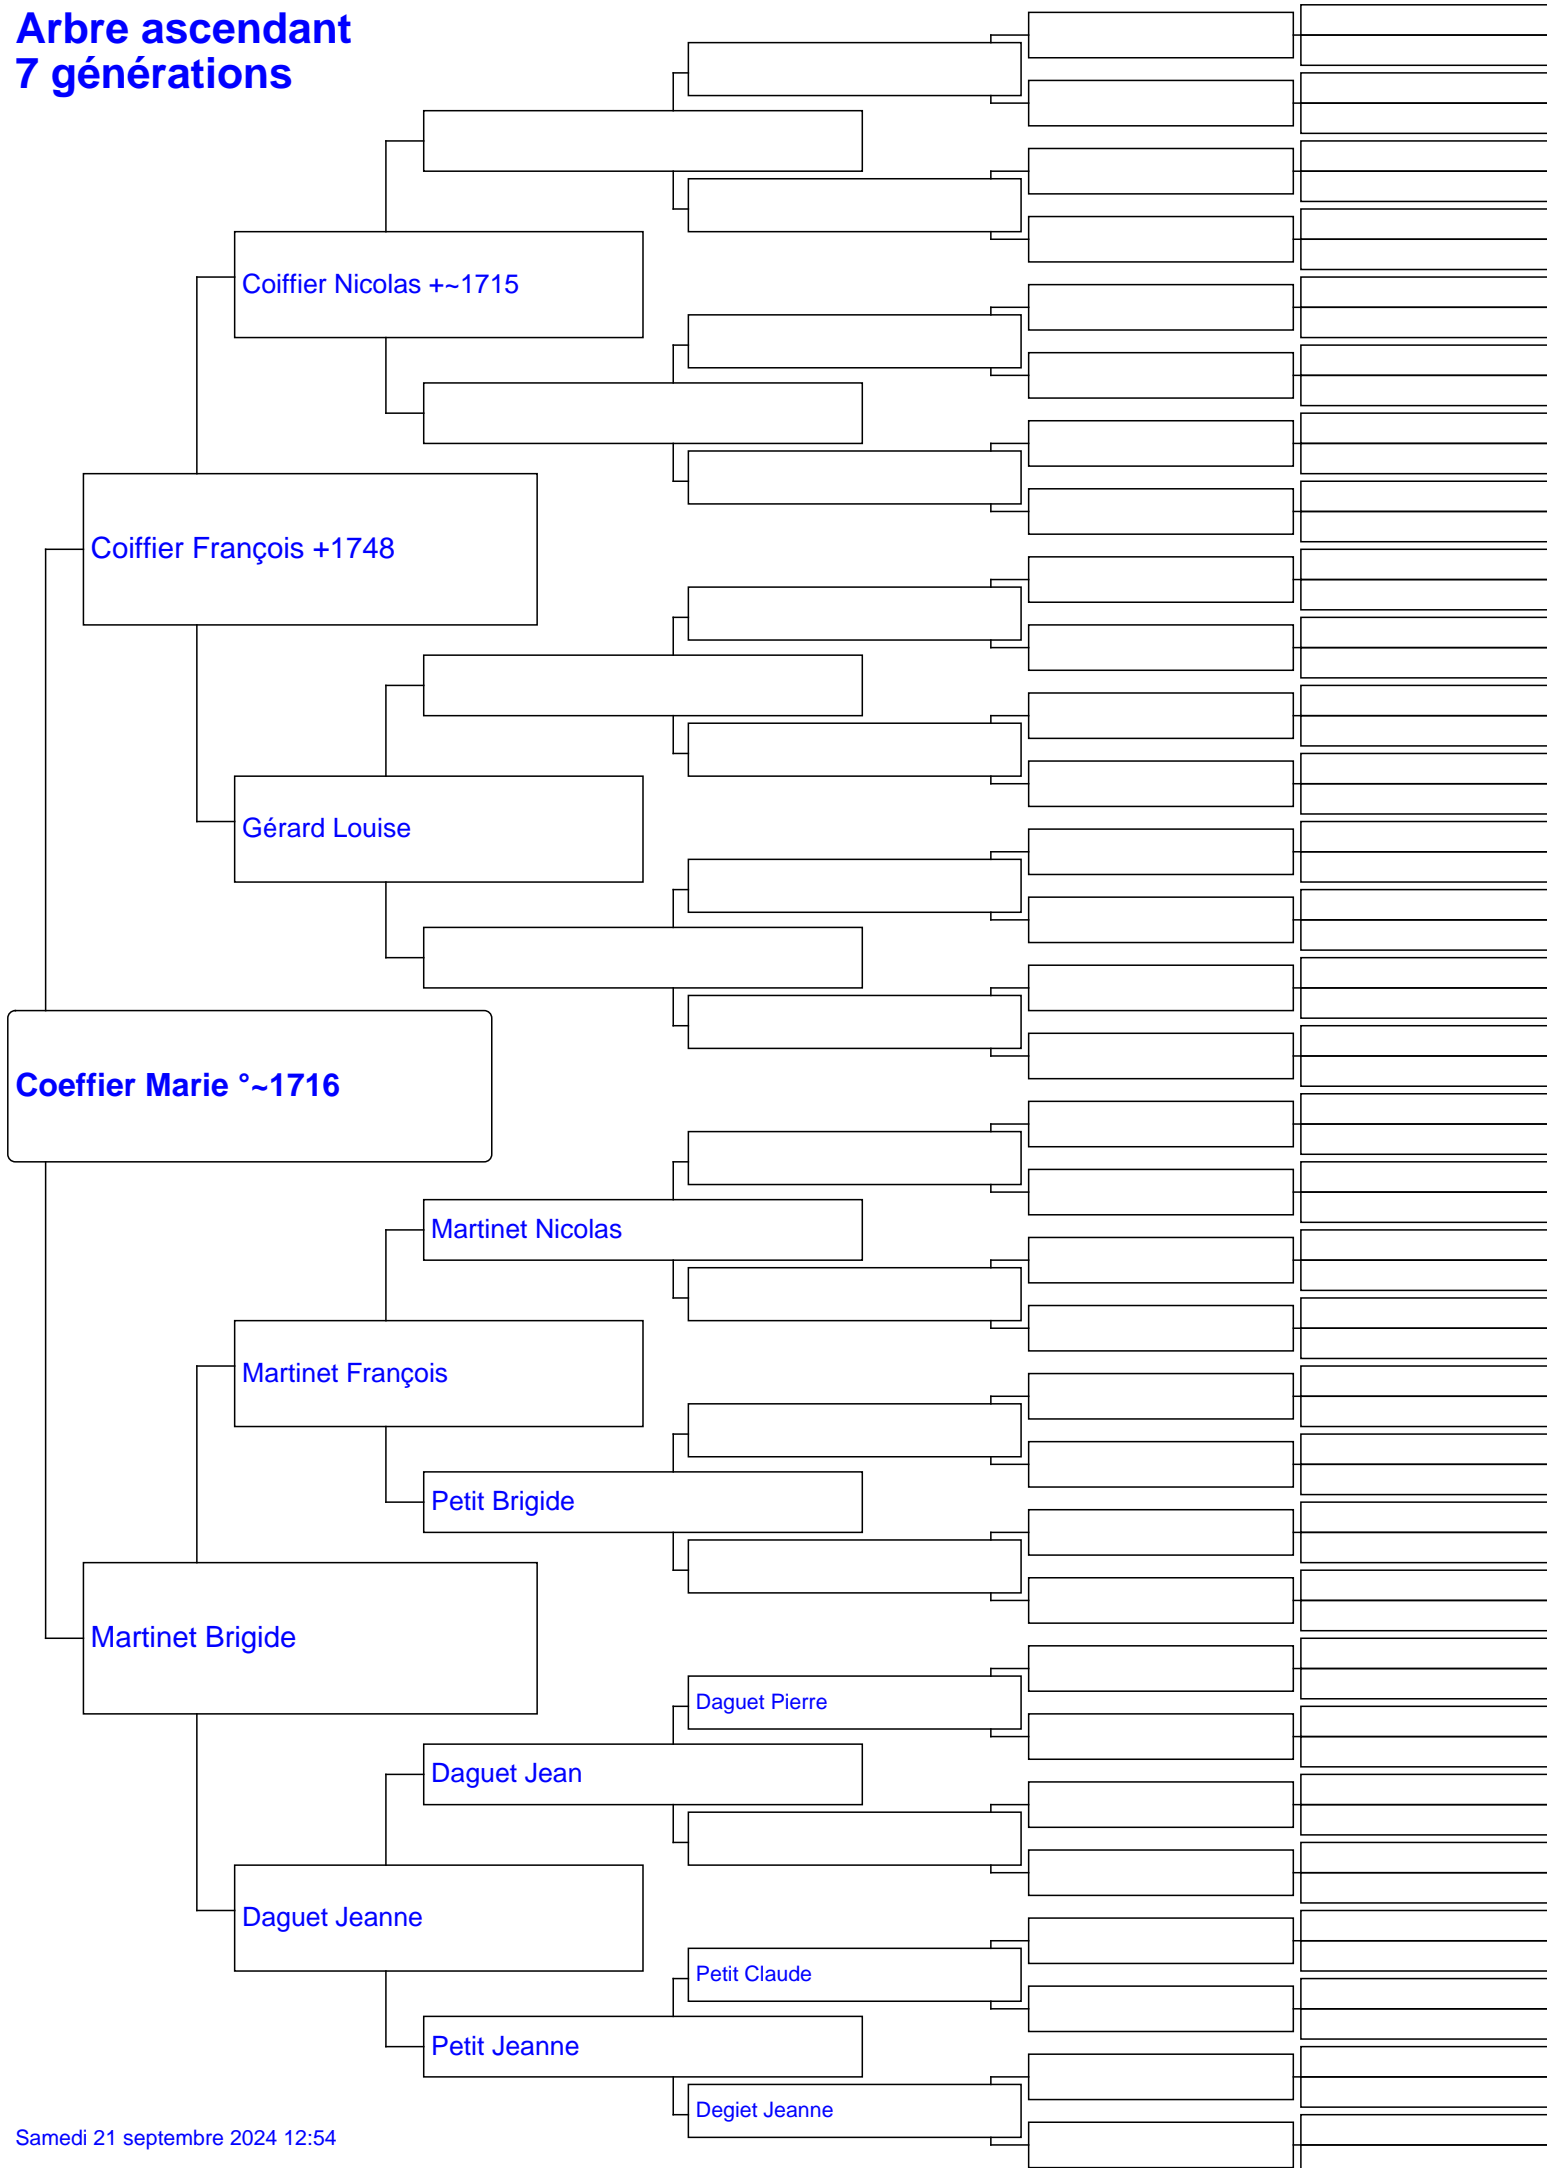 Arbre ascendant
7 générations
Coiffier Nicolas +~1715
Coiffier François +1748
Gérard Louise
Coeffier Marie °~1716
Martinet Nicolas
Martinet François
Petit Brigide
Martinet Brigide
Daguet Pierre
Daguet Jean
Daguet Jeanne
Petit Claude
Petit Jeanne
Degiet Jeanne
Samedi 21 septembre 2024 12:54